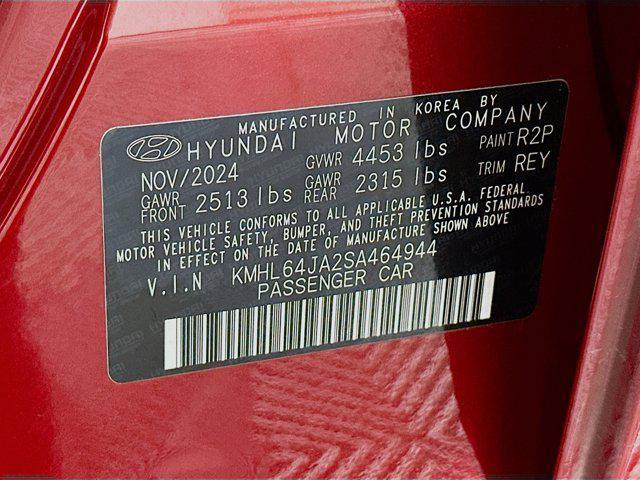 MANUFACTURED IN KOREA BY
HYUNDAI MOTOR COMPANY
NOV/2024 GVWR 4453 lbs PAINT R2P
GAWR FRONT 2513 lbs GAWR REAR 2315 lbs TRIM REY
THIS VEHICLE CONFORMS TO ALL APPLICABLE U.S.A. FEDERAL
MOTOR VEHICLE SAFETY, BUMPER, AND THEFT PREVENTION STANDARDS
IN EFFECT ON THE DATE OF MANUFACTURE SHOWN ABOVE
V.I.N KMHL64JA2SA464944
PASSENGER CAR